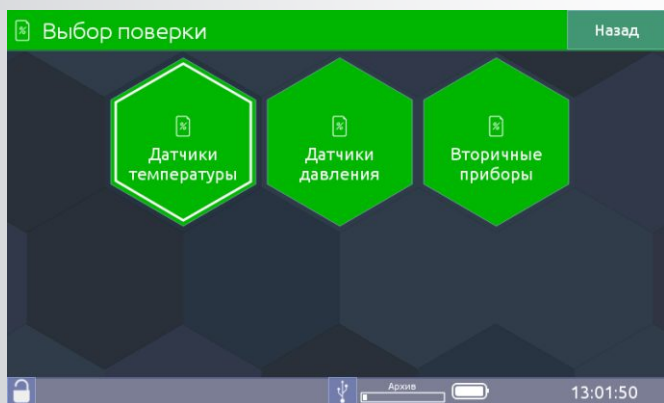 Выбор поверки
Назад
Датчики
температуры
Датчики
давления
Вторичные
приборы
Архив
13:01:50